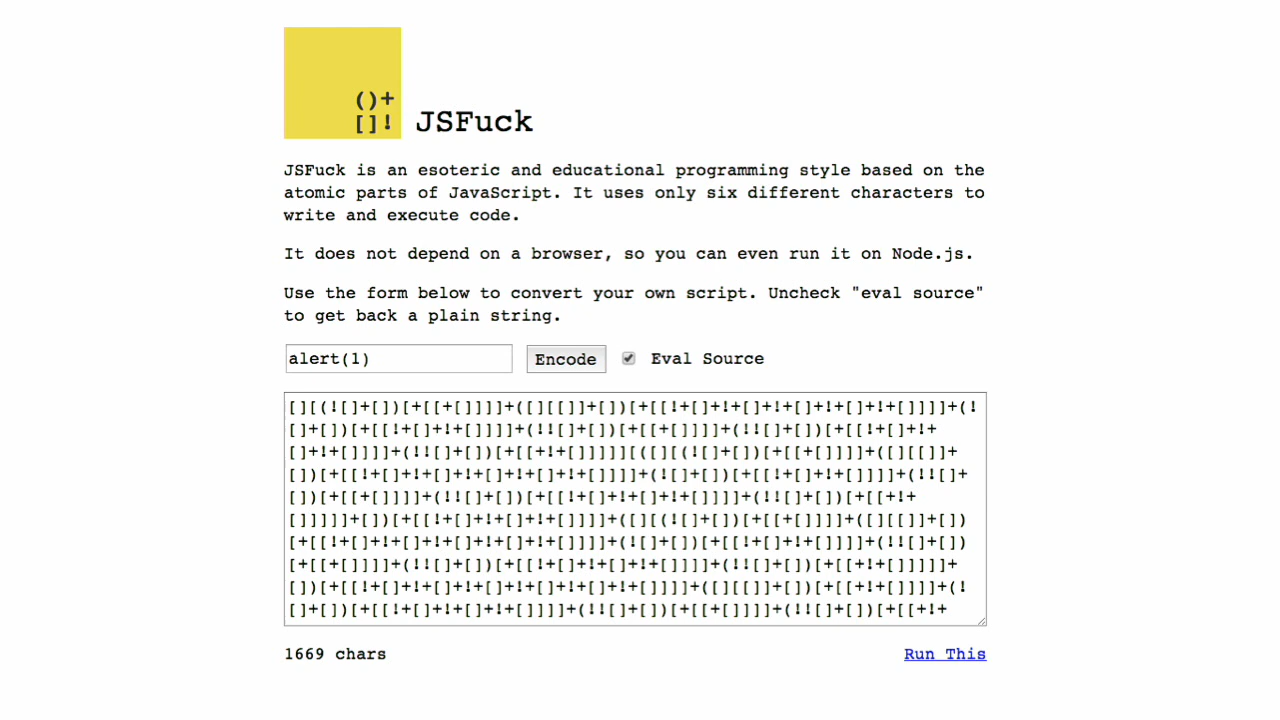 ()+
[]!
JSFuck
JSFuck is an esoteric and educational programming style based on the
atomic parts of JavaScript. It uses only six different characters to
write and execute code.
It does not depend on a browser, so you can even run it on Node.js.
Use the form below to convert your own script. Uncheck "eval source"
to get back a plain string.
alert(1)
Encode
Eval Source
[][(![]+[])[+[[+[]]]]+([][[]]+[])[+[[!+[]+!+[]+!+[]+!+[]+!+[]]]]+(!
[]+[])[+[[!+[]+!+[]]]]+(!![]+[])[+[[+[]]]]+(!![]+[])[+[[!+[]+!+
[]+!+[]]]]+(!![]+[])[+[[+!+[]]]]][([][(![]+[])[+[[+[]]]]+([][[]]+
[])[+[[!+[]+!+[]+!+[]+!+[]+!+[]]]]+(![]+[])[+[[!+[]+!+[]]]]+(!![]+
[])[+[[+[]]]]+(!![]+[])[+[[!+[]+!+[]+!+[]]]]+(!![]+[])[+[[+!+
[]]]]]+[])[+[[!+[]+!+[]+!+[]]]]+([][(![]+[])[+[[+[]]]]+([][[]]+[])
[+[[!+[]+!+[]+!+[]+!+[]+!+[]]]]+(![]+[])[+[[!+[]+!+[]]]]+(!![]+[])
[+[[+[]]]]+(!![]+[])[+[[!+[]+!+[]+!+[]]]]+(!![]+[])[+[[+!+[]]]]]+
[])[+[[!+[]+!+[]+!+[]+!+[]+!+[]+!+[]]]]+([][[]]+[])[+[[+!+[]]]]+(!
[]+[])[+[[!+[]+!+[]+!+[]]]]+(!![]+[])[+[[+[]]]]+(!![]+[])[+[[+!+
1669 chars
Run This